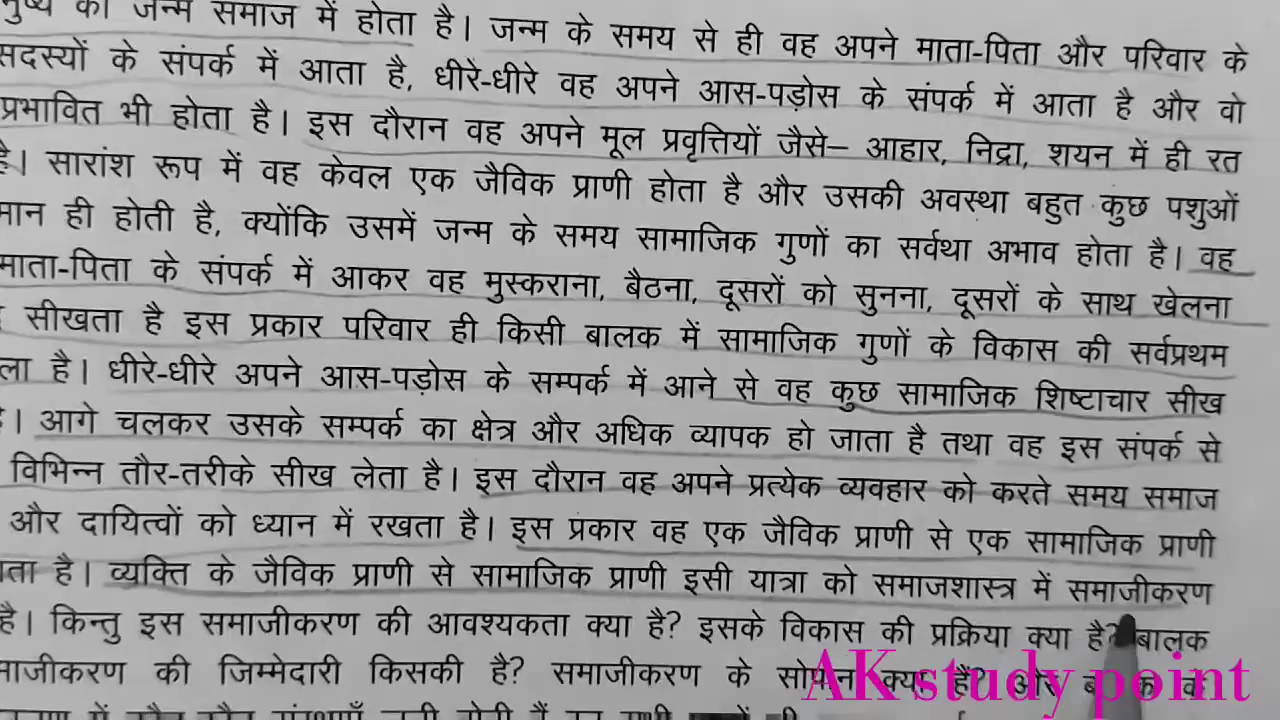 का जन्म समाज में होता है। जन्म के समय से ही वह अपने माता-पिता और परिवार के
सदस्यों के संपर्क में आता है, धीरे-धीरे वह अपने आस-पड़ोस के संपर्क में आता है और वो
प्रभावित भी होता है। इस दौरान वह अपने मूल प्रवृत्तियों जैसे– आहार, निद्रा, शयन में ही रत
है। सारांश रूप में वह केवल एक जैविक प्राणी होता है और उसकी अवस्था बहुत कुछ पशुओं
ही होती है, क्योंकि उसमें जन्म के समय सामाजिक गुणों का सर्वथा अभाव होता है। वह
माता-पिता के संपर्क में आकर वह मुस्कराना, बैठना, दूसरों को सुनना, दूसरों के साथ खेलना
सीखता है इस प्रकार परिवार ही किसी बालक में सामाजिक गुणों के विकास की सर्वप्रथम
है। धीरे-धीरे अपने आस-पड़ोस के सम्पर्क में आने से वह कुछ सामाजिक शिष्टाचार सीख
। आगे चलकर उसके सम्पर्क का क्षेत्र और अधिक व्यापक हो जाता है तथा वह इस संपर्क से
विभिन्न तौर-तरीके सीख लेता है। इस दौरान वह अपने प्रत्येक व्यवहार को करते समय समाज
और दायित्वों को ध्यान में रखता है। इस प्रकार वह एक जैविक प्राणी से एक सामाजिक प्राणी
है। व्यक्ति के जैविक प्राणी से सामाजिक प्राणी इसी यात्रा को समाजशास्त्र में समाजीकरण
है। किन्तु इस समाजीकरण की आवश्यकता क्या है? इसके विकास की प्रक्रिया क्या है? बालक
की जिम्मेदारी किसकी है? समाजीकरण के क्या हैं? और
AK study point